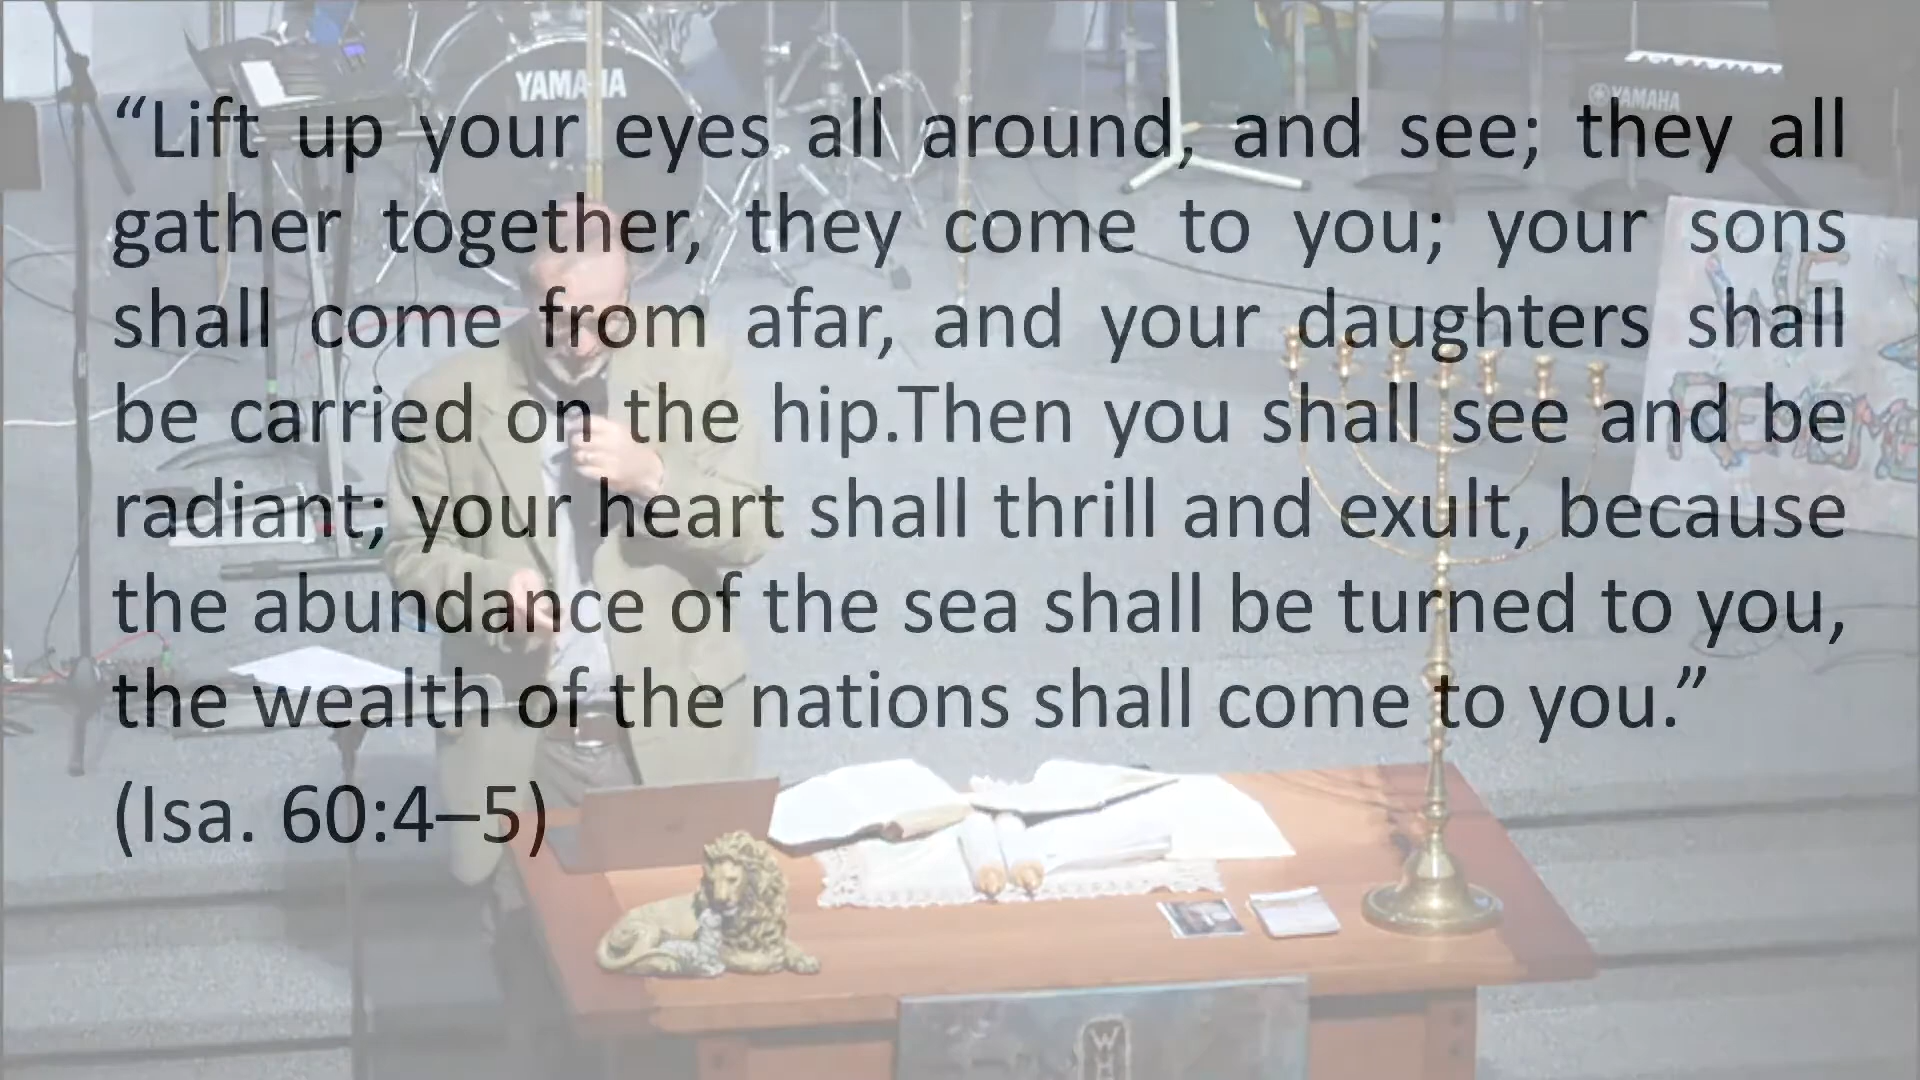 YAMAHA
YAMAHA
“Lift up your eyes all around, and see; they all
gather together, they come to you; your sons
shall come from afar, and your daughters shall
be carried on the hip.Then you shall see and be
radiant; your heart shall thrill and exult, because
the abundance of the sea shall be turned to you,
the wealth of the nations shall come to you.”
(Isa. 60:4–5)
WE